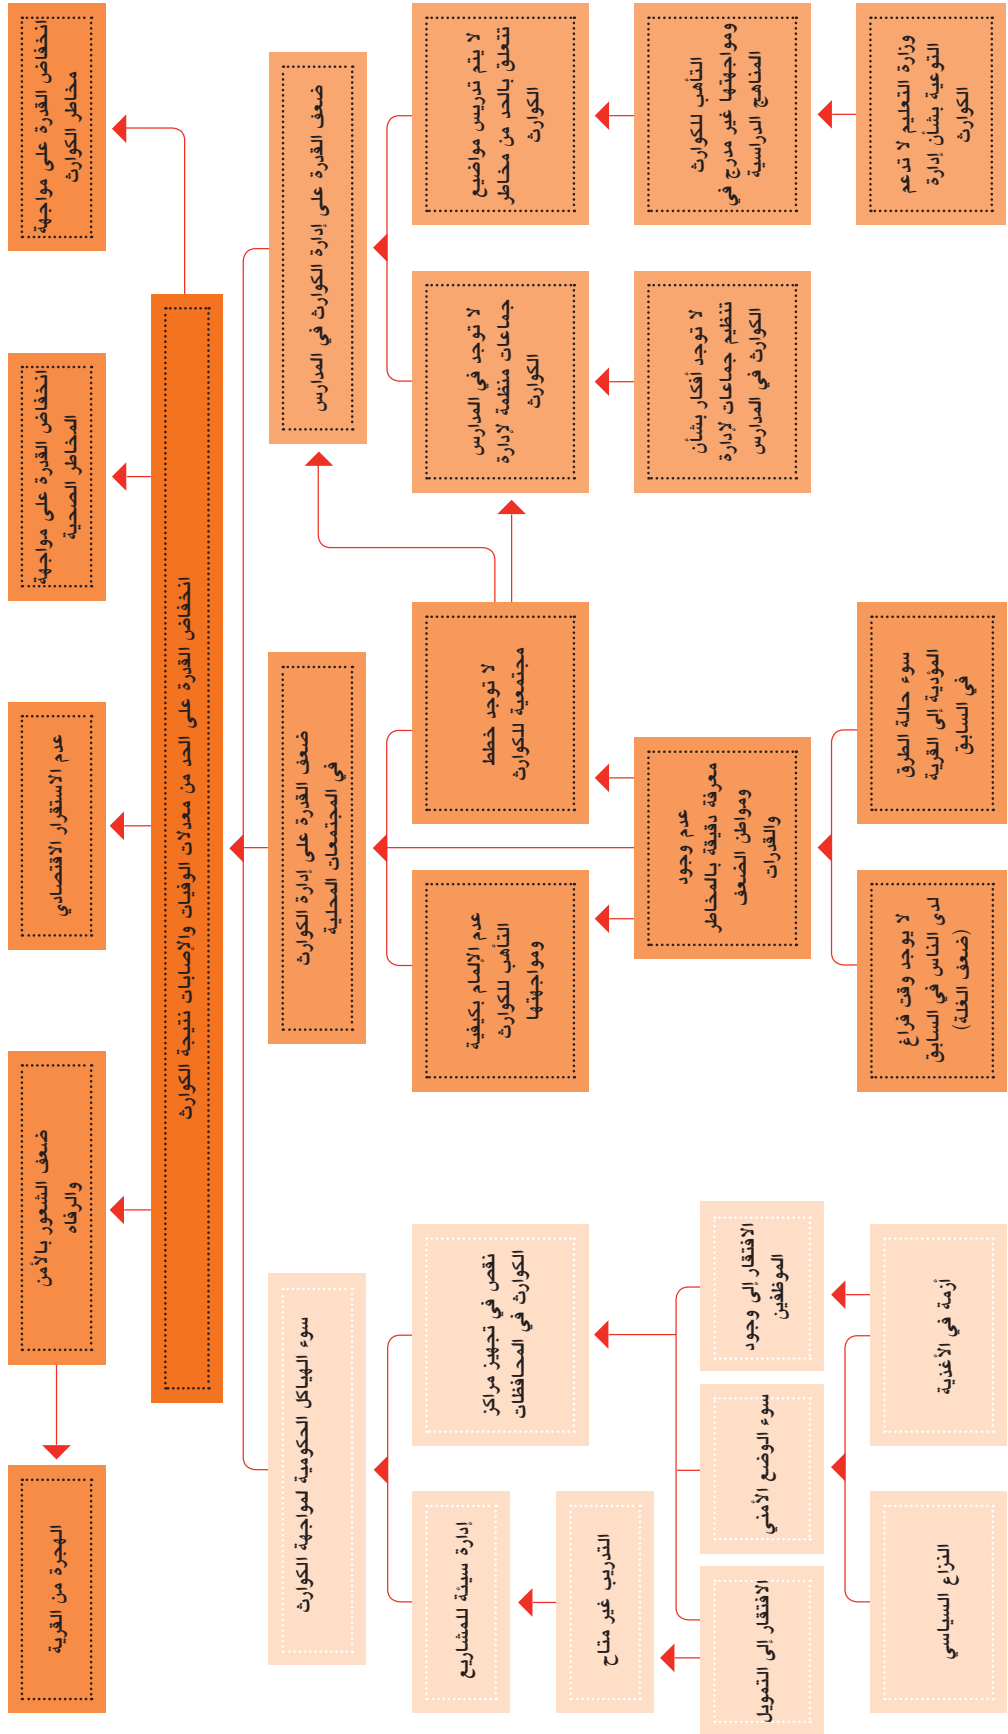 انخفاض القدرة على مواجهة
مخاطر الكوارث
انخفاض القدرة على مواجهة
المخاطر الصحية
عدم الاستقرار الاقتصادي
ضعف الشعور بالأمن
والرفاه
الهجرة من القرية
انخفاض القدرة على الحد من معدلات الوفيات والإصابات نتيجة الكوارث
ضعف القدرة على إدارة الكوارث في المدارس
ضعف القدرة على إدارة الكوارث
في المجتمعات المحلية
سوء الهياكل الحكومية لمواجهة الكوارث
لا يتم تدريس مواضيع
تتعلق بالحد من مخاطر
الكوارث
لا توجد في المدارس
جماعات منظمة لإدارة
الكوارث
لا توجد خطط
مجتمعية للكوارث
عدم الإلمام بكيفية
التأهب للكوارث
ومواجهتها
نقص في تجهيز مراكز
الكوارث في المحافظات
إدارة سيئة للمشاريع
التدريب غير متاح
التأهب للكوارث
ومواجهتها غير مدرج في
المناهج الدراسية
لا توجد أفكار بشأن
تنظيم جماعات لإدارة
الكوارث في المدارس
عدم وجود
معرفة دقيقة بالمخاطر
ومواطن الضعف
والقدرات
الافتقار إلى وجود
الموظفين
سوء الوضع الأمني
الافتقار إلى التمويل
وزارة التعليم لا تدعم
التوعية بشأن إدارة
الكوارث
سوء حالة الطرق
المؤدية إلى القرية
في السابق
لا يوجد وقت فراغ
لدى الناس في السابق
(ضعف الغلة)
أزمة في الأغذية
النزاع السياسي